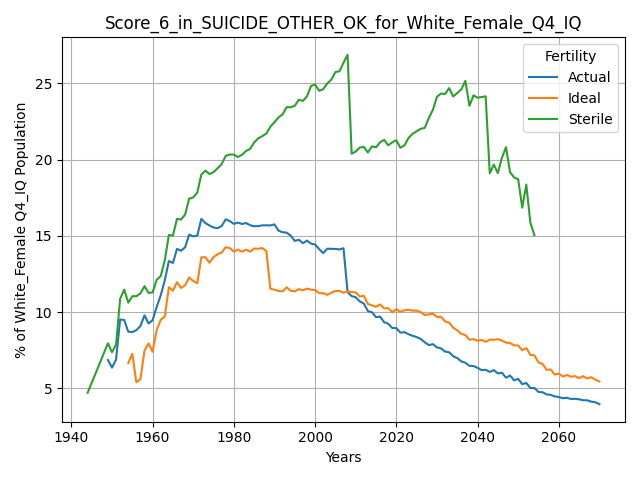 Score_6_in_SUICIDE_OTHER_OK_for_White_Female_Q4_IQ
Fertility
Actual
Ideal
Sterile
% of White_Female Q4_IQ Population
25
20
15
10
5
1940 1960 1980 2000 2020 2040 2060
Years